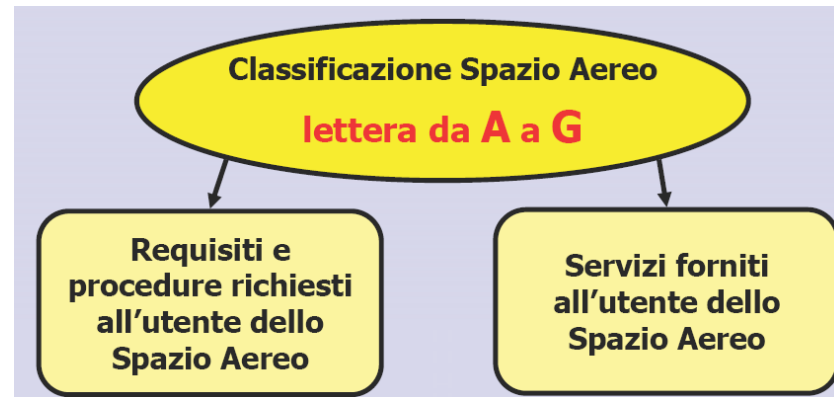 Classificazione Spazio Aereo
lettera da A a G
Requisiti e
procedure richiesti
all'utente dello
Spazio Aereo
Servizi forniti
all'utente dello
Spazio Aereo